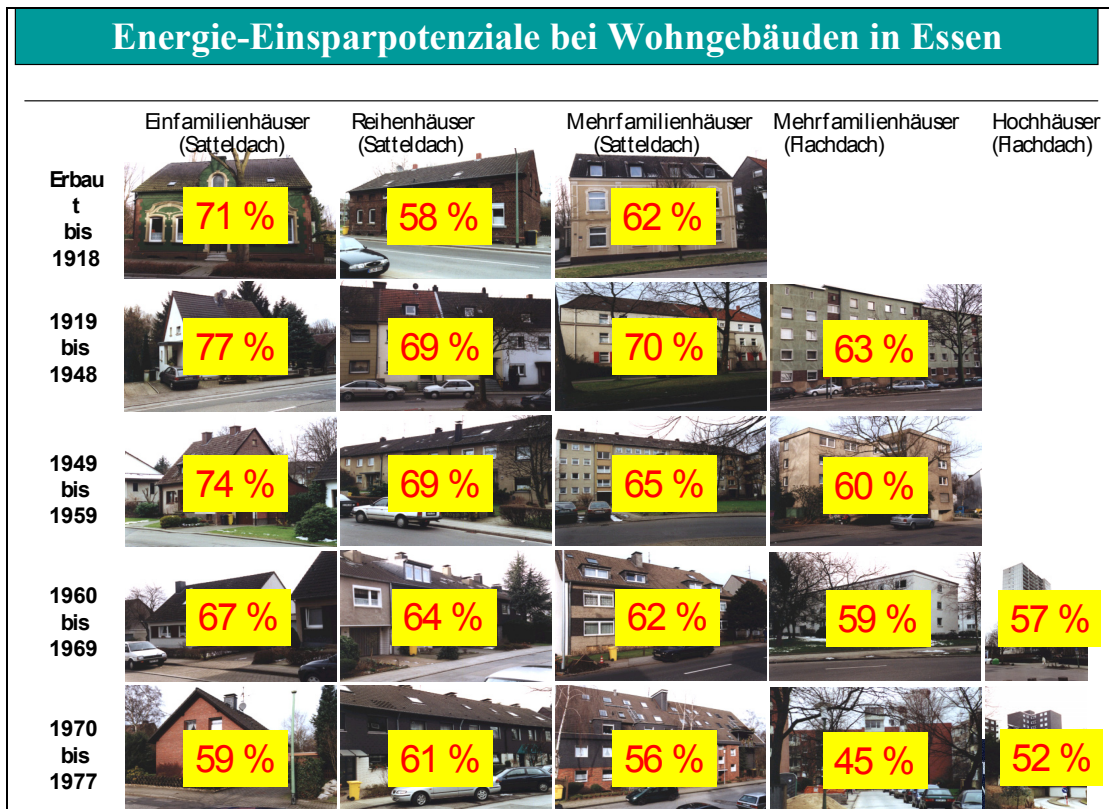 Energie-Einsparpotenziale bei Wohngebäuden in Essen
Einfamilienhäuser Reihenhäuser Mehrfamilienhäuser Mehrfamilienhäuser Hochhäuser
(Satteldach) (Satteldach) (Satteldach) (Flachdach) (Flachdach)
Erbau
t
bis
1918
71 % 58 % 62 %
1919
bis
1948
77 % 69 % 70 % 63 %
1949
bis
1959
74 % 69 % 65 % 60 %
1960
bis
1969
67 % 64 % 62 % 59 % 57 %
1970
bis
1977
59 % 61 % 56 % 45 % 52 %